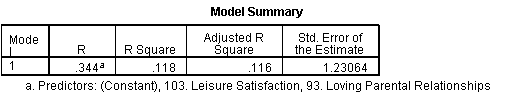 Model Summary
Mode
l R R Square Adjusted R
Square Std. Error of
the Estimate
1 .344a .118 .116 1.23064
a. Predictors: (Constant), 103. Leisure Satisfaction, 93. Loving Parental Relationships